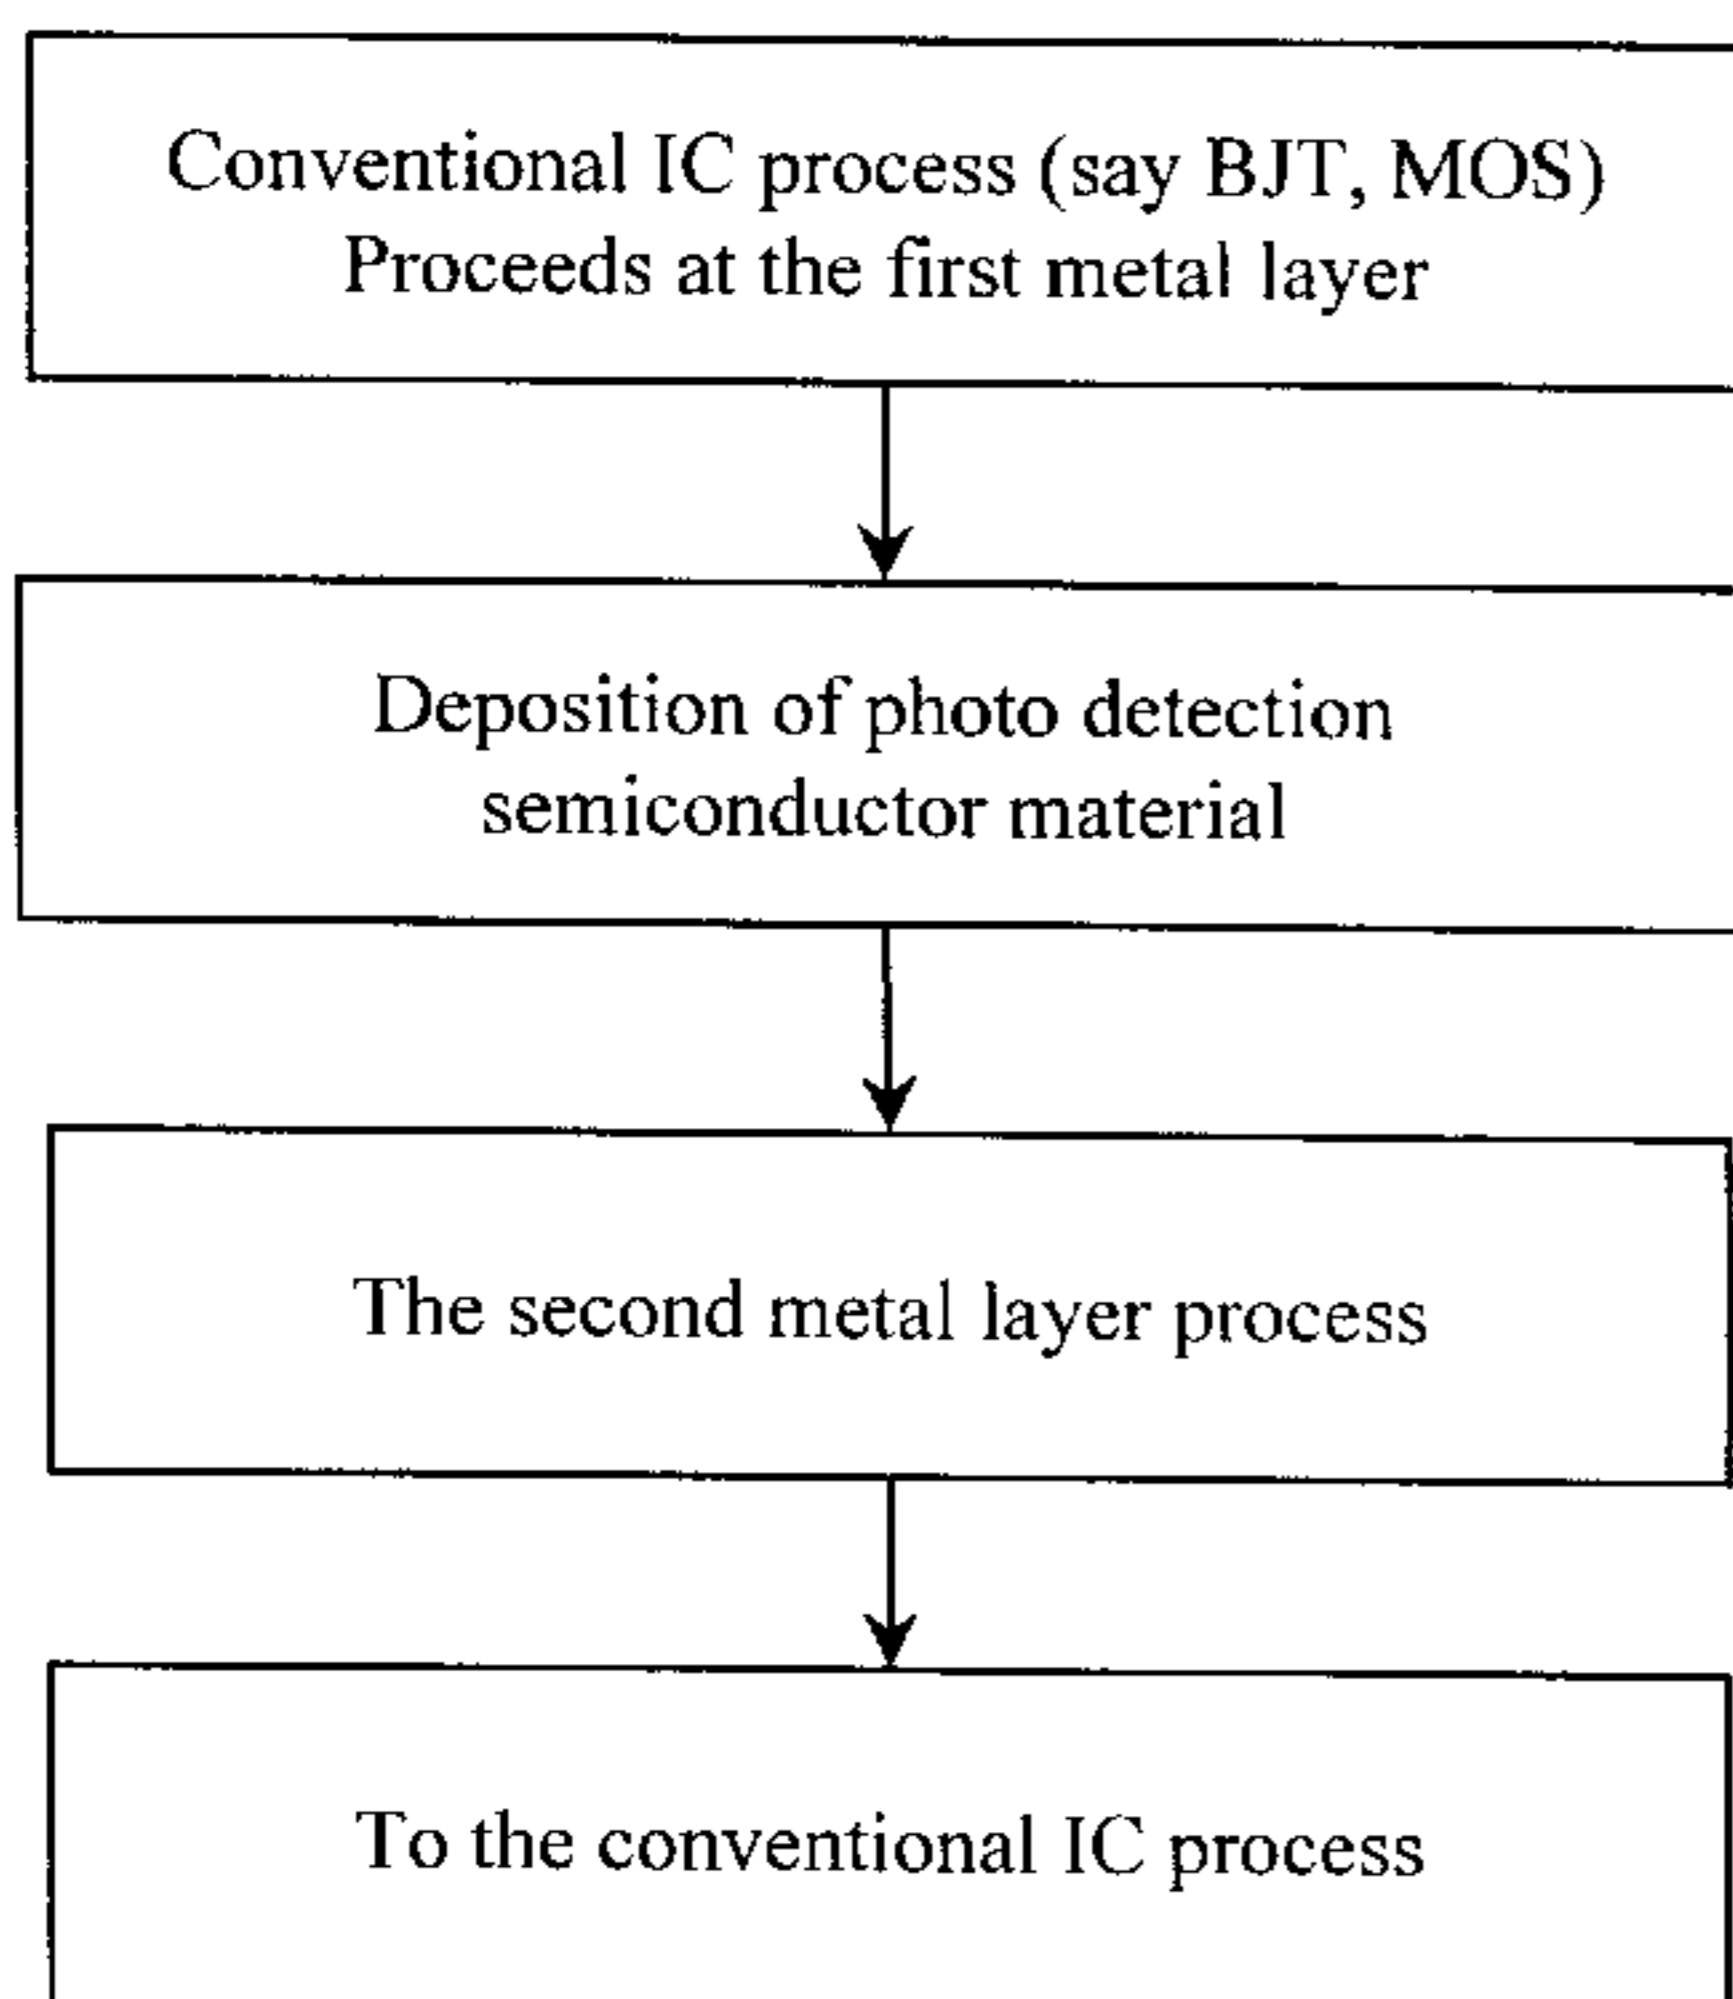 Conventional IC process (say BJT, MOS)
Proceeds at the first metal layer
Deposition of photo detection
semiconductor material
The second metal layer process
To the conventional IC process